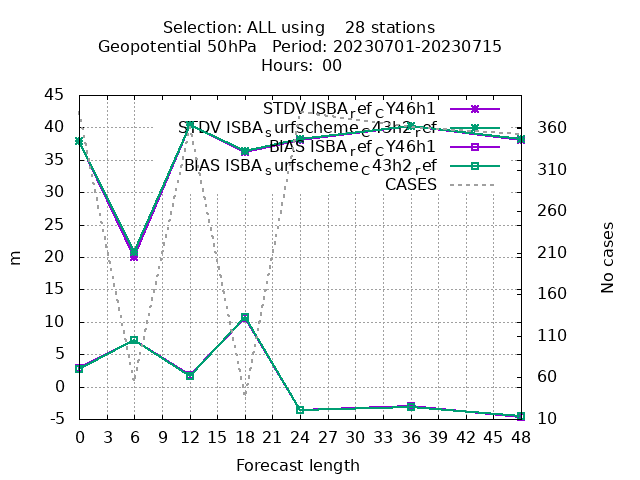 Selection: ALL using 28 stations
Geopotential 50hPa Period: 20230701-20230715
Hours: 00
STDV ISBA_ref_CY46h1
STDV ISBA_surfscheme_C43h2_ref
BIAS ISBA_ref_CY46h1
BIAS ISBA_surfscheme_C43h2_ref
CASES
45
40
35
30
25
20
15
10
5
0
-5
m
360
310
260
210
160
110
60
10
No cases
0 3 6 9 12 15 18 21 24 27 30 33 36 39 42 45 48
Forecast length